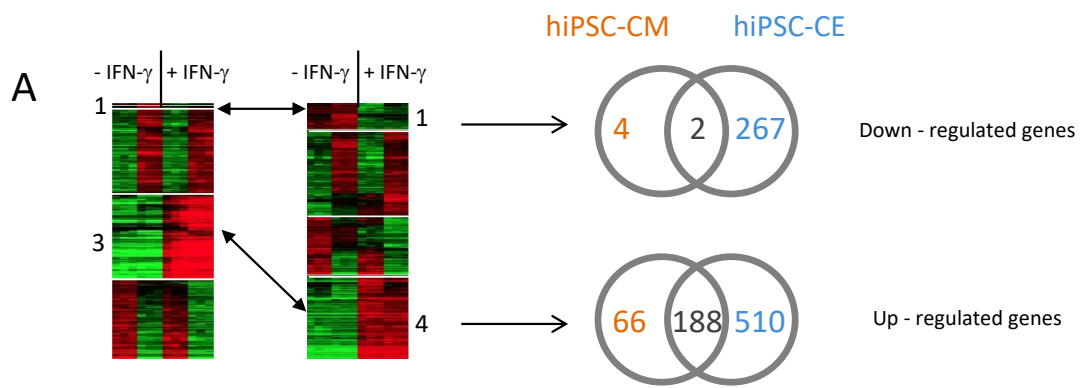 hiPSC-CM hiPSC-CE
A
- IFN-γ + IFN-γ
- IFN-γ + IFN-γ
1
1
4 2 267
Down - regulated genes
3
4
66 188 510
Up - regulated genes